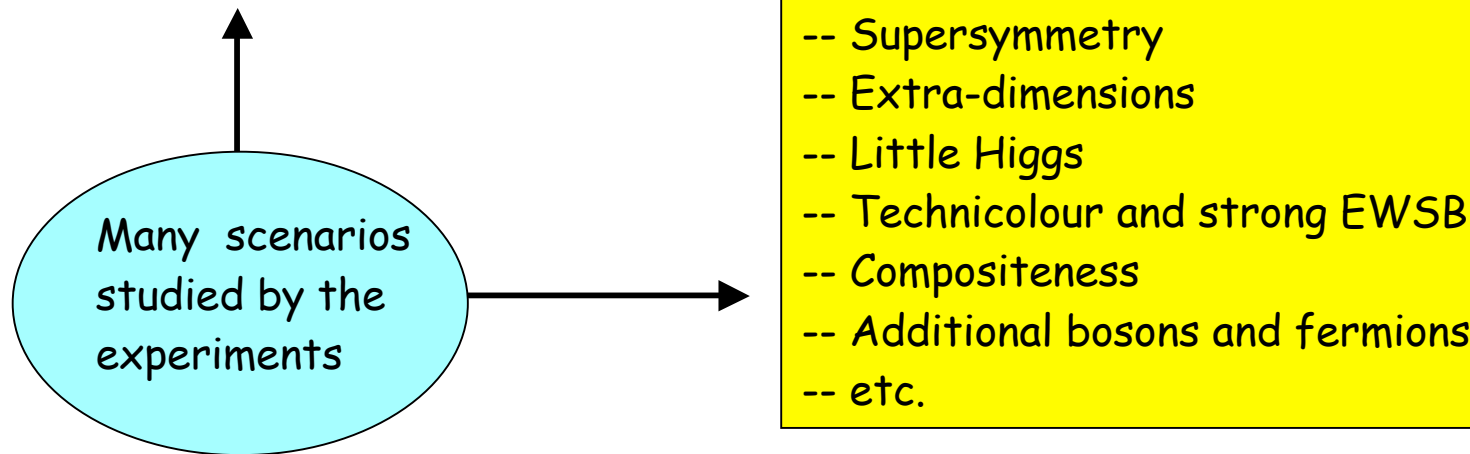 Many scenarios
studied by the
experiments
-- Supersymmetry
-- Extra-dimensions
-- Little Higgs
-- Technicolour and strong EWSB
-- Compositeness
-- Additional bosons and fermions
-- etc.